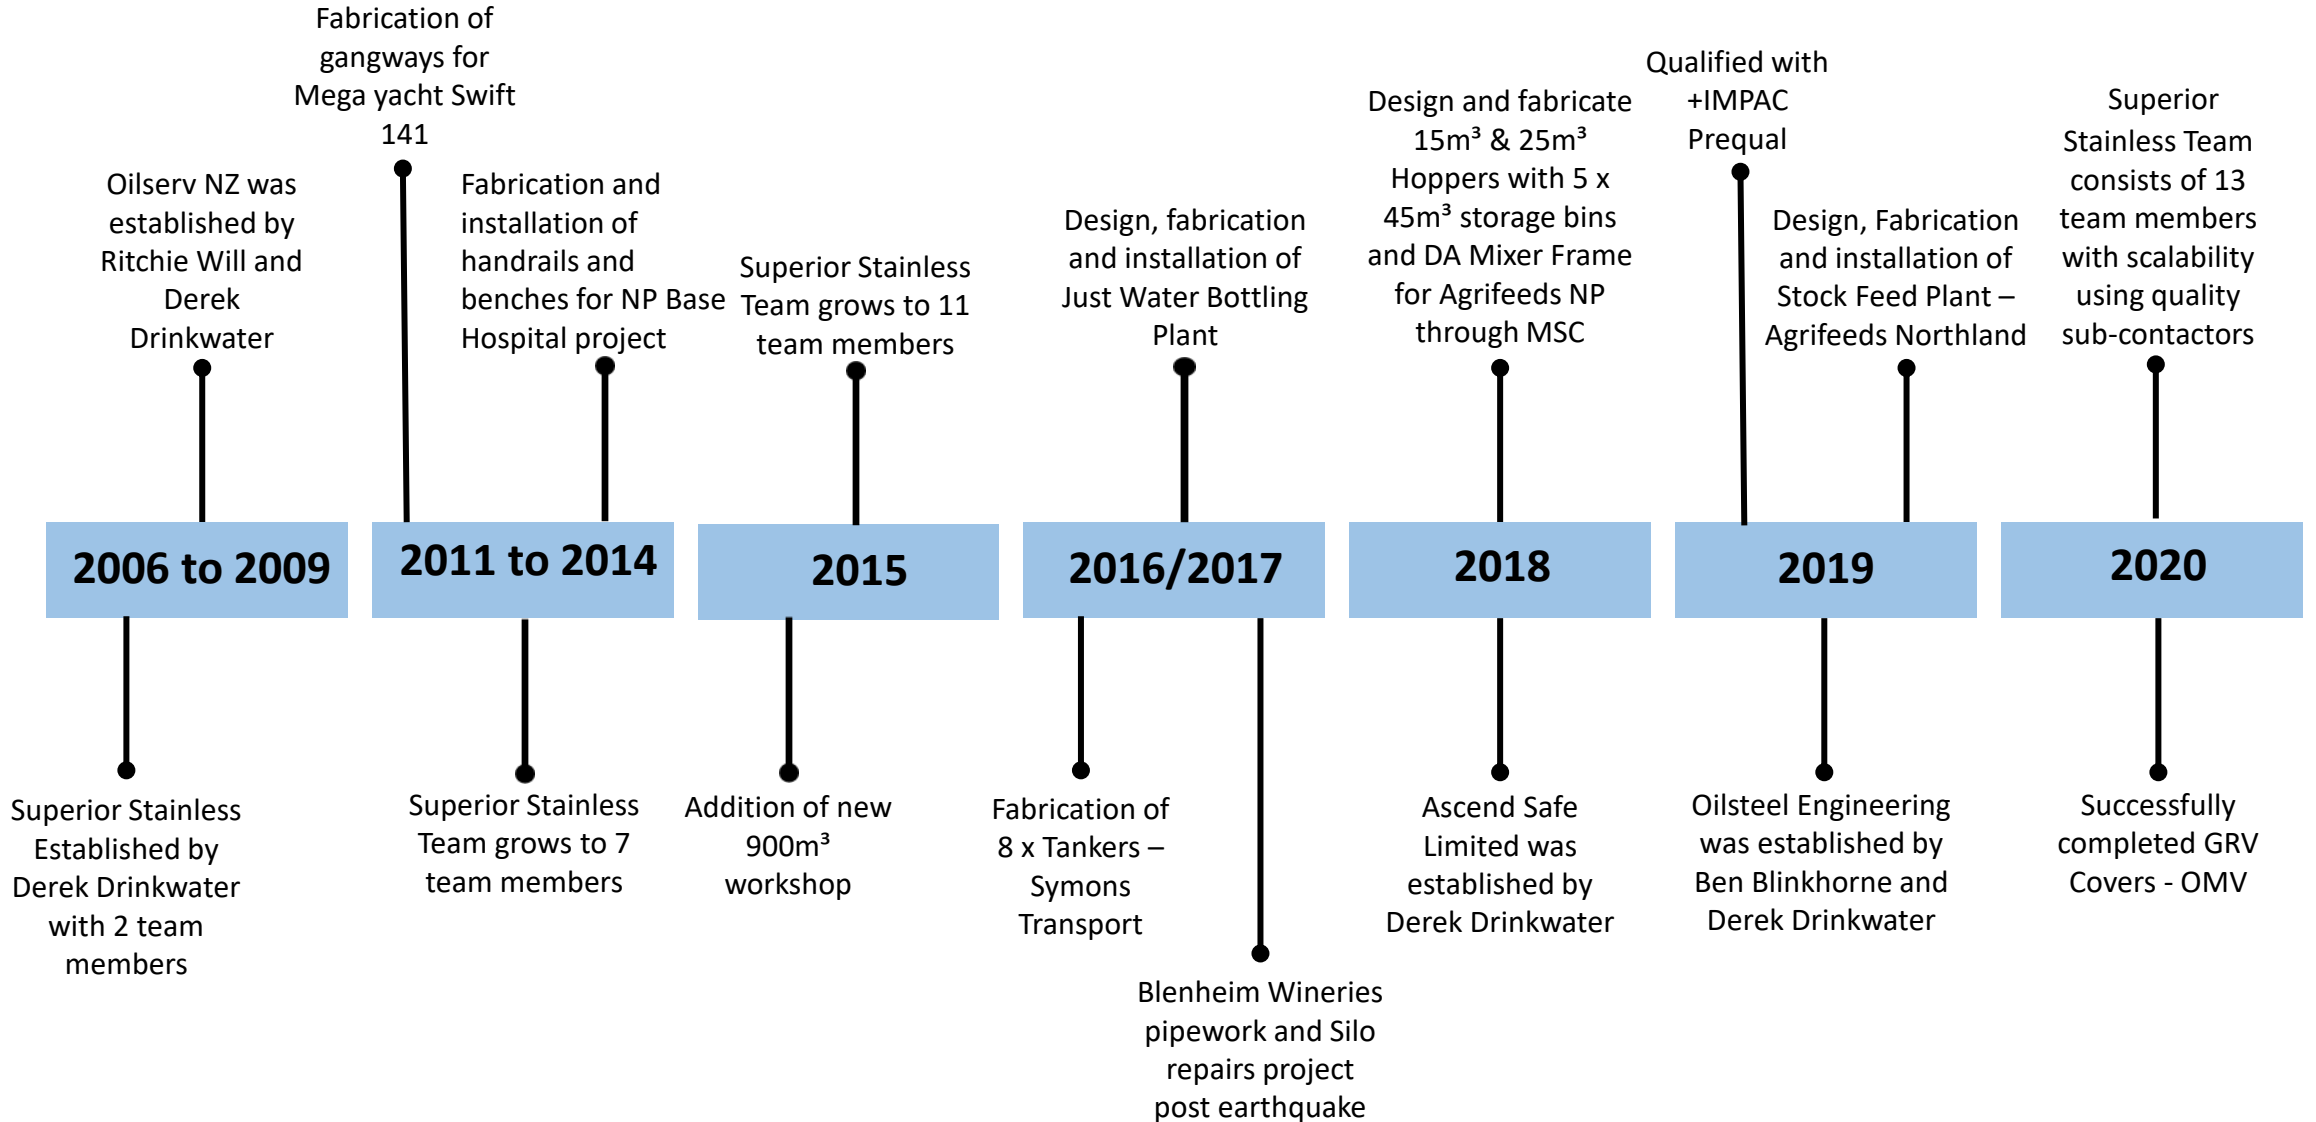 Fabrication of
gangways for
Mega yacht Swift
141
Oilserv NZ was
established by
Ritchie Will and
Derek
Drinkwater
Fabrication and
installation of
handrails and
benches for NP Base
Hospital project
Superior Stainless
Team grows to 11
team members
Design, fabrication
and installation of
Just Water Bottling
Plant
Design and fabricate
15m³ & 25m³
Hoppers with 5 x
45m³ storage bins
and DA Mixer Frame
for Agrifeeds NP
through MSC
Qualified with
+IMPAC
Prequal
Design, Fabrication
and installation of
Stock Feed Plant –
Agrifeeds Northland
Superior
Stainless Team
consists of 13
team members
with scalability
using quality
sub-contactors
2006 to 2009
2011 to 2014
2015
2016/2017
2018
2019
2020
Superior Stainless
Established by
Derek Drinkwater
with 2 team
members
Superior Stainless
Team grows to 7
team members
Addition of new
900m³
workshop
Fabrication of
8 x Tankers –
Symons
Transport
Blenheim Wineries
pipework and Silo
repairs project
post earthquake
Ascend Safe
Limited was
established by
Derek Drinkwater
Oilsteel Engineering
was established by
Ben Blinkhorne and
Derek Drinkwater
Successfully
completed GRV
Covers - OMV